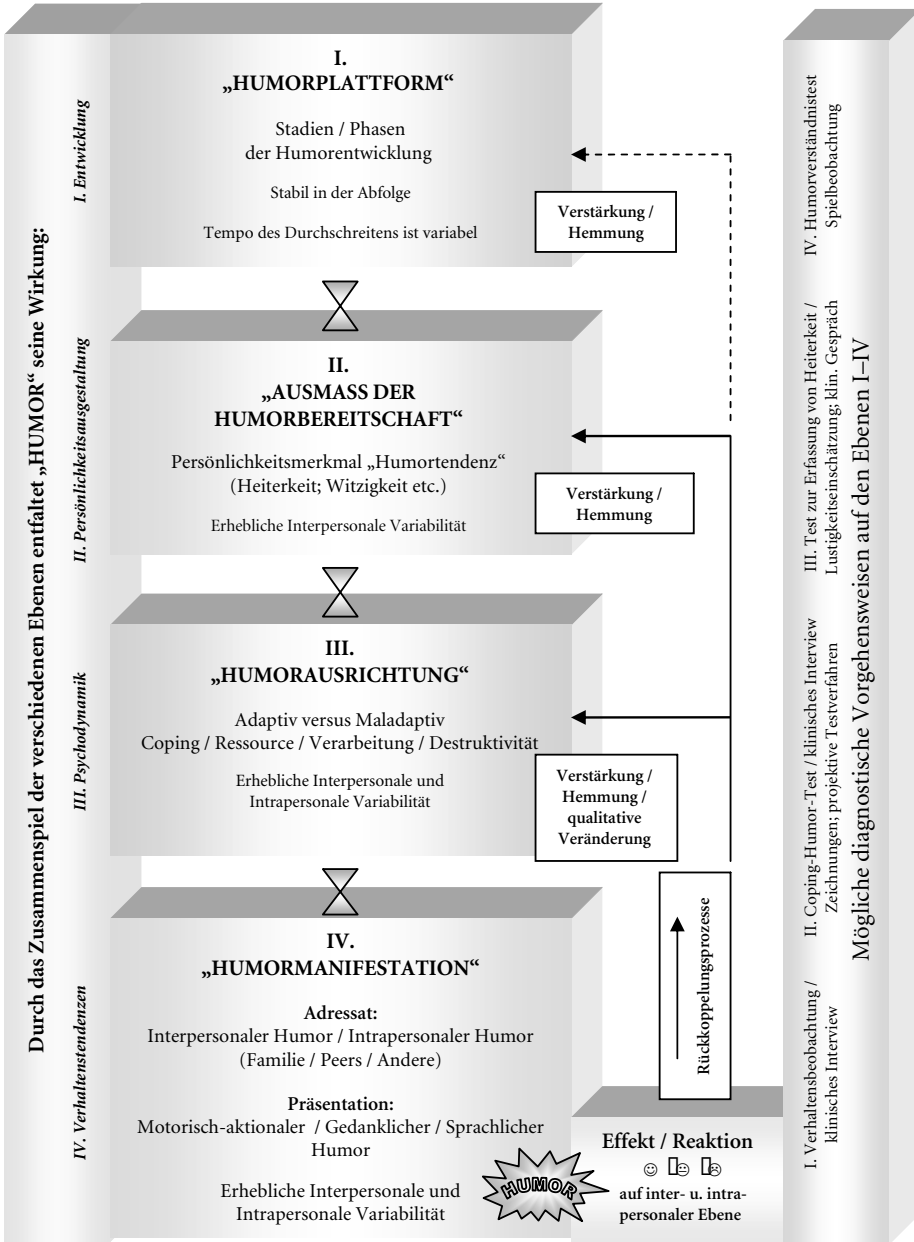 Durch das Zusammenspiel der verschiedenen Ebenen entfaltet „HUMOR“ seine Wirkung:
I. Entwicklung
II. Persönlichkeitsausgestaltung
III. Psychodynamik
IV. Verhaltenstendenzen
I.
„HUMORPLATTFORM“
Stadien / Phasen
der Humorentwicklung
Stabil in der Abfolge
Tempo des Durchschreitens ist variabel
Verstärkung /
Hemmung
II.
„AUSMASS DER
HUMORBEREITSCHAFT“
Persönlichkeitsmerkmal „Humortendenz“
(Heiterkeit; Witzigkeit etc.)
Erhebliche Interpersonale Variabilität
Verstärkung /
Hemmung
III.
„HUMORAUSRICHTUNG“
Adaptiv versus Maladaptiv
Coping / Ressource / Verarbeitung / Destruktivität
Erhebliche Interpersonale und
Intrapersonale Variabilität
Verstärkung /
Hemmung /
qualitative
Veränderung
IV.
„HUMORMANIFESTATION“
Adressat:
Interpersonaler Humor / Intrapersonaler Humor
(Familie / Peers / Andere)
Präsentation:
Motorisch-aktionaler / Gedanklicher / Sprachlicher
Humor
Erhebliche Interpersonale und
Intrapersonale Variabilität
HUMOR
Effekt / Reaktion
☺ 😐 ☹
auf inter- u. intra-
personaler Ebene
Rückkoppelungsprozesse
IV. Humorverständnistest
Spielbeobachtung
III. Test zur Erfassung von Heiterkeit /
Lustigkeitseinschätzung; klin. Gespräch
II. Coping-Humor-Test / klinisches Interview
Zeichnungen; projektive Testverfahren
I. Verhaltensbeobachtung /
klinisches Interview
Mögliche diagnostische Vorgehensweisen auf den Ebenen I–IV